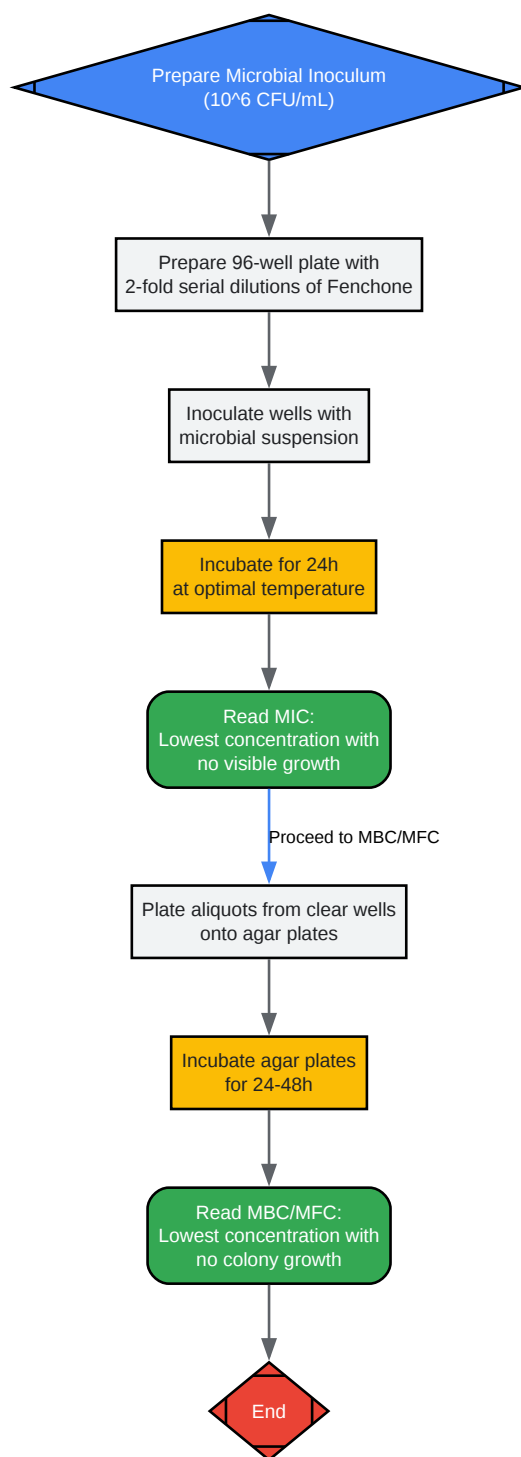 Prepare Microbial Inoculum
(10^6 CFU/mL)
Prepare 96-well plate with
2-fold serial dilutions of Fenchone
Inoculate wells with
microbial suspension
Incubate for 24h
at optimal temperature
Read MIC:
Lowest concentration with
no visible growth
Proceed to MBC/MFC
Plate aliquots from clear wells
onto agar plates
Incubate agar plates
for 24-48h
Read MBC/MFC:
Lowest concentration with
no colony growth
End